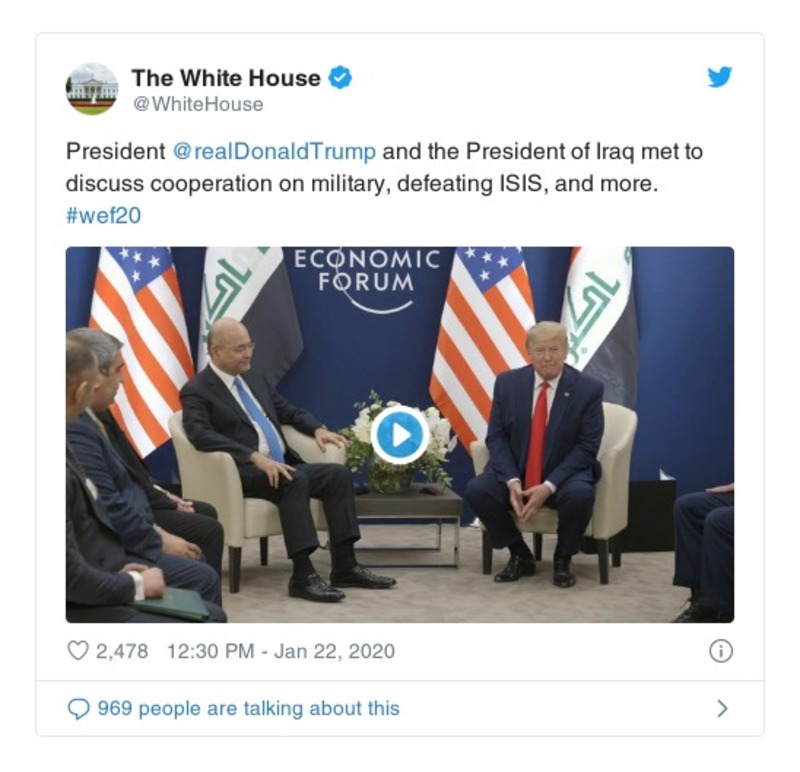 The White House
@WhiteHouse
President @realDonaldTrump and the President of Iraq met to
discuss cooperation on military, defeating ISIS, and more.
#wef20
ECONOMIC
FORUM
2,478 12:30 PM - Jan 22, 2020
969 people are talking about this